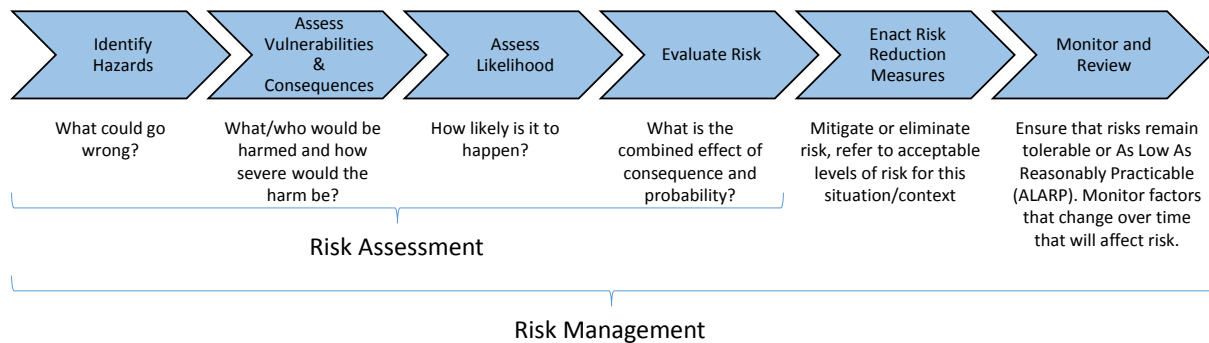 Identify
Hazards
Assess
Vulnerabilities
&
Consequences
Assess
Likelihood
Evaluate Risk
Enact Risk
Reduction
Measures
Monitor and
Review
What could go
wrong?
What/who would be
harmed and how
severe would the
harm be?
How likely is it to
happen?
What is the
combined effect of
consequence and
probability?
Mitigate or eliminate
risk, refer to acceptable
levels of risk for this
situation/context
Ensure that risks remain
tolerable or As Low As
Reasonably Practicable
(ALARP). Monitor factors
that change over time
that will affect risk.
Risk Assessment
Risk Management